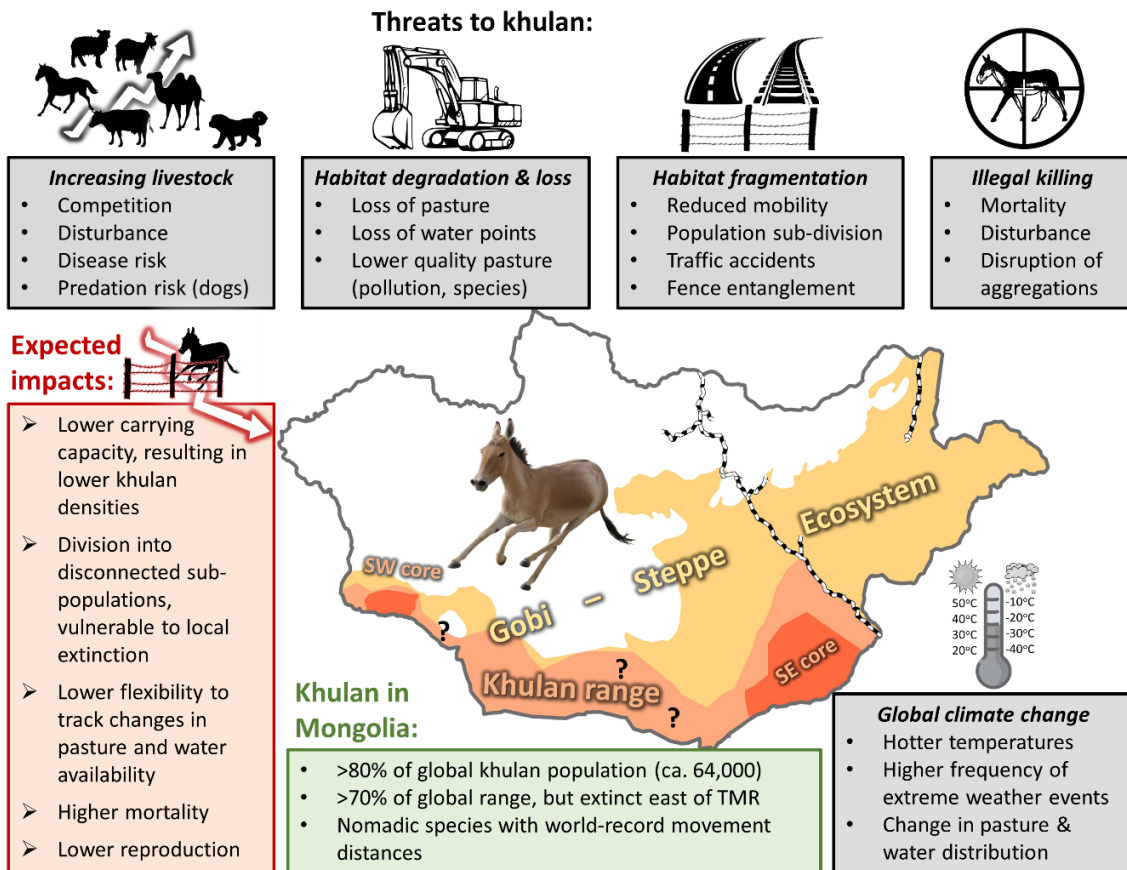 Threats to khulan:
Increasing livestock
• Competition
• Disturbance
• Disease risk
• Predation risk (dogs)
Habitat degradation & loss
• Loss of pasture
• Loss of water points
• Lower quality pasture
(pollution, species)
Habitat fragmentation
• Reduced mobility
• Population sub-division
• Traffic accidents
• Fence entanglement
Illegal killing
• Mortality
• Disturbance
• Disruption of
aggregations
Expected
impacts:
➢ Lower carrying
capacity, resulting in
lower khulan
densities
➢ Division into
disconnected sub-
populations,
vulnerable to local
extinction
➢ Lower flexibility to
track changes in
pasture and water
availability
➢ Higher mortality
➢ Lower reproduction
SW core
Gobi – Steppe Ecosystem
?
?
?
Khulan range
SE core
50°C -10°C
40°C -20°C
30°C -30°C
20°C -40°C
Khulan in
Mongolia:
• >80% of global khulan population (ca. 64,000)
• >70% of global range, but extinct east of TMR
• Nomadic species with world-record movement
distances
Global climate change
• Hotter temperatures
• Higher frequency of
extreme weather events
• Change in pasture &
water distribution